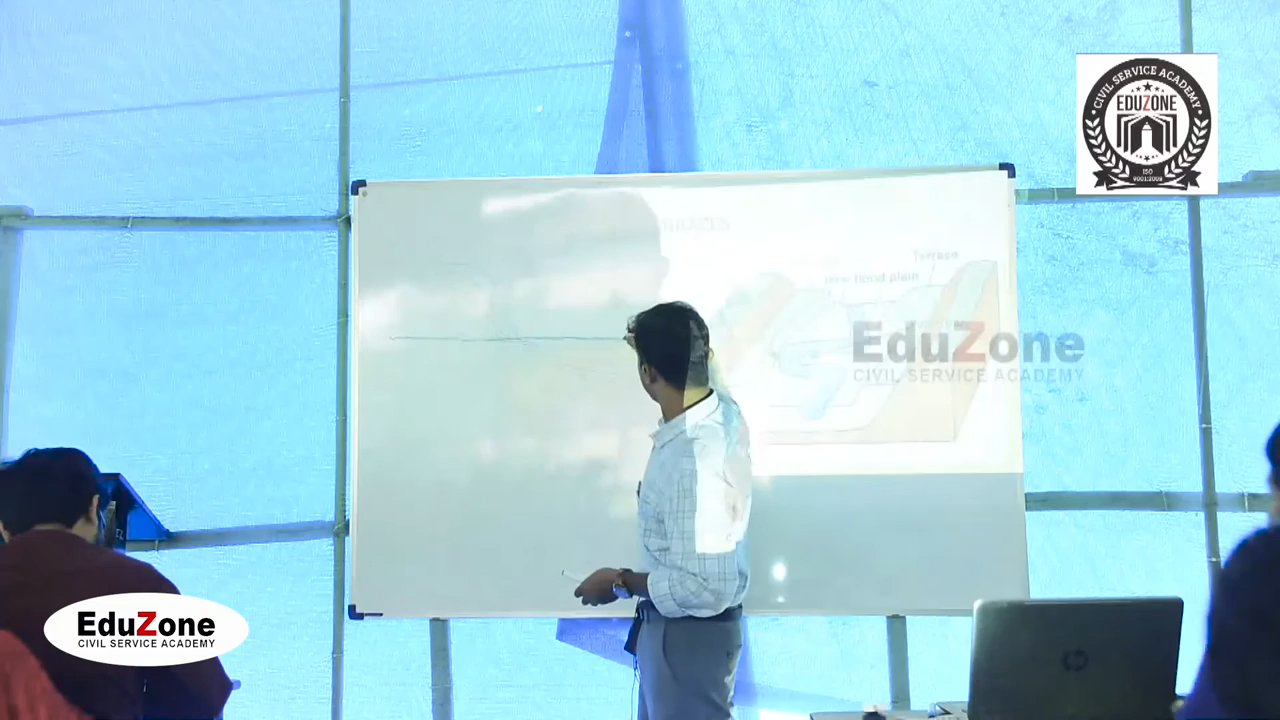 CIVIL SERVICE ACADEMY
EDUZONE
ISO
9001:2008
Terrace
New flood plain
EduZone
CIVIL SERVICE ACADEMY
EduZone
CIVIL SERVICE ACADEMY
hp